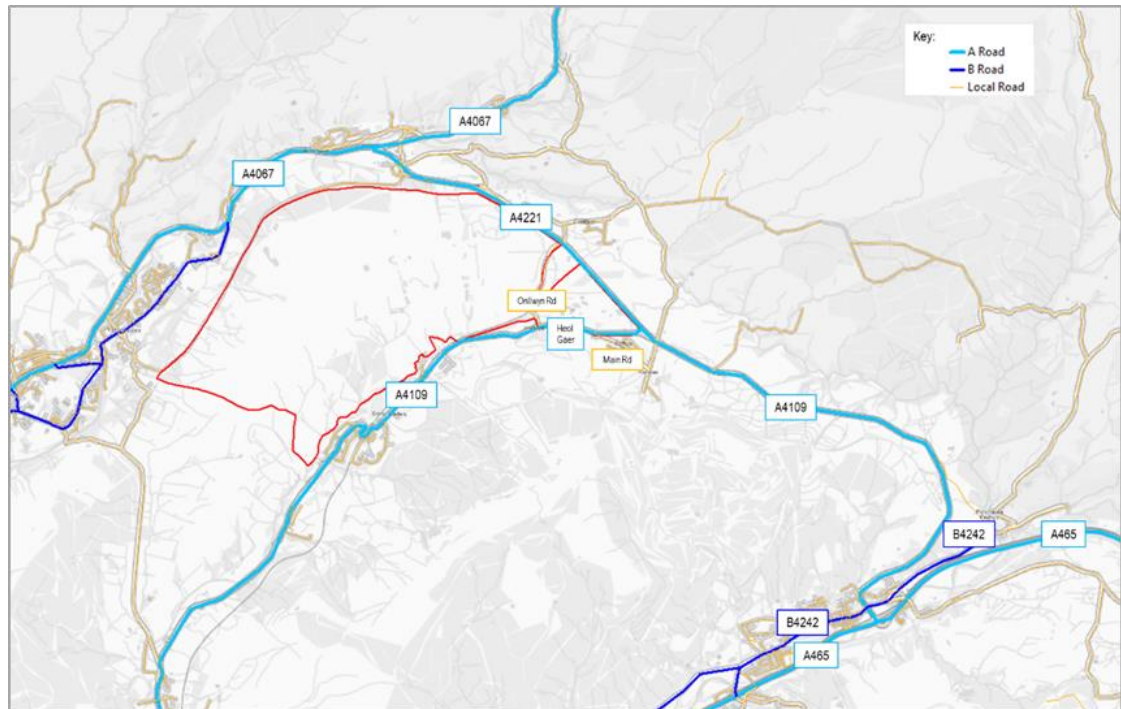 Key:
A Road
B Road
Local Road
A4067
A4067
A4221
Onllwyn Rd
Heol
Gaer
Main Rd
A4109
A4109
B4242
A465
B4242
A465